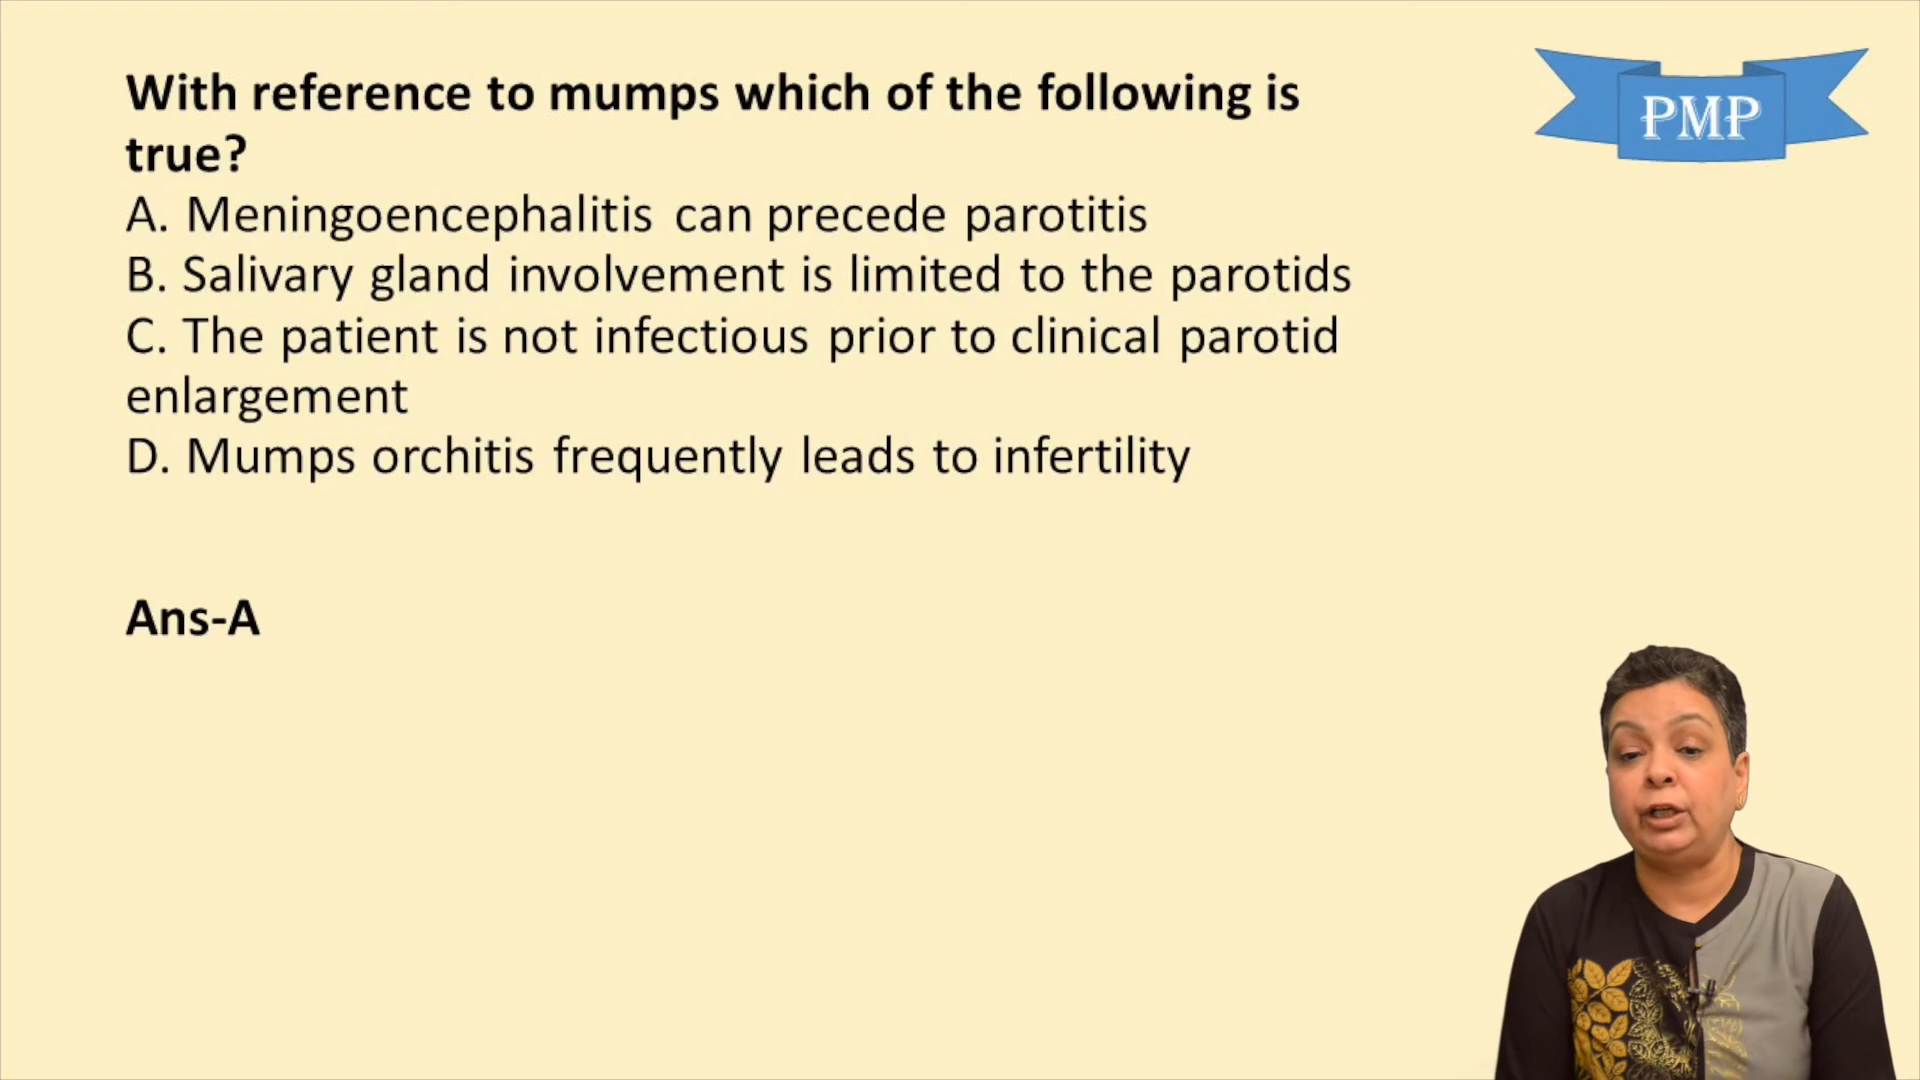 With reference to mumps which of the following is
true?
A. Meningoencephalitis can precede parotitis
B. Salivary gland involvement is limited to the parotids
C. The patient is not infectious prior to clinical parotid
enlargement
D. Mumps orchitis frequently leads to infertility
Ans-A
PMP